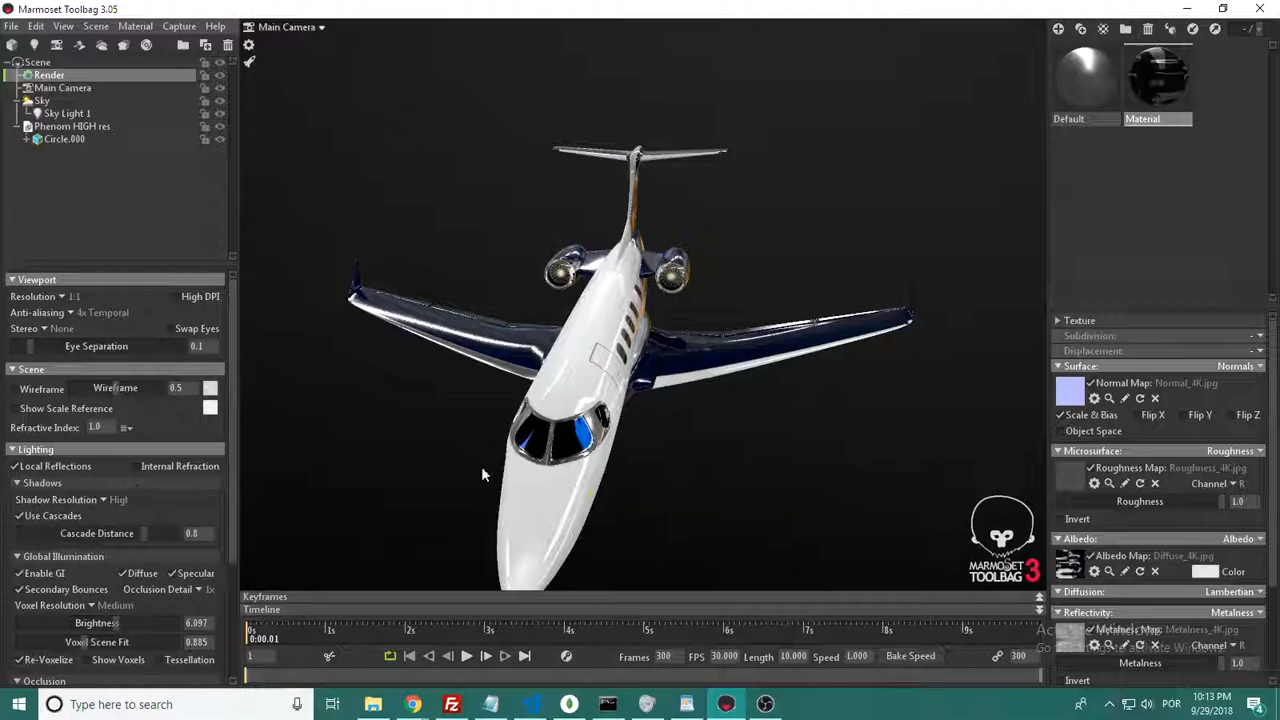 Marmoset Toolbag 3.05
File Edit View Scene Material Capture Help
Main Camera
Scene
Render
Main Camera
Sky
Sky Light 1
Phenom HIGH res
Circle.000
Viewport
Resolution 1:1 High DPI
Anti-aliasing 4x Temporal
Stereo None Swap Eyes
Eye Separation 0.1
Scene
Wireframe Wireframe 0.5
Show Scale Reference
Refractive Index: 1.0
Lighting
Local Reflections Internal Refraction
Shadows
Shadow Resolution High
Use Cascades
Cascade Distance 0.8
Global Illumination
Enable GI Diffuse Specular
Secondary Bounces Occlusion Detail 1x
Voxel Resolution Medium
Brightness 6.097
Voxel Scene Fit 0.885
Re-Voxelize Show Voxels Tessellation
Occlusion
MARMOSET
TOOLBAG 3
Keyframes
Timeline
0s 1s 2s 3s 4s 5s 6s 7s 8s 9s
0:00.01
1 Frames 300 FPS 30.000 Length 10.000 Speed 1.000 Bake Speed 300
- /
Default Material
Texture
Subdivision: -
Displacement: -
Surface: Normals
Normal Map: Normal_4K.jpg
Scale & Bias Flip X Flip Y Flip Z
Object Space
Microsurface: Roughness
Roughness Map: Roughness_4K.jpg
Channel R
Roughness 1.0
Invert
Albedo: Albedo
Albedo Map: Diffuse_4K.jpg
Color
Diffusion: Lambertian
Reflectivity: Metalness
Metalness Map: Metalness_4K.jpg
Channel R
Metalness 1.0
Invert
Type here to search
POR
10:13 PM
9/29/2018
4